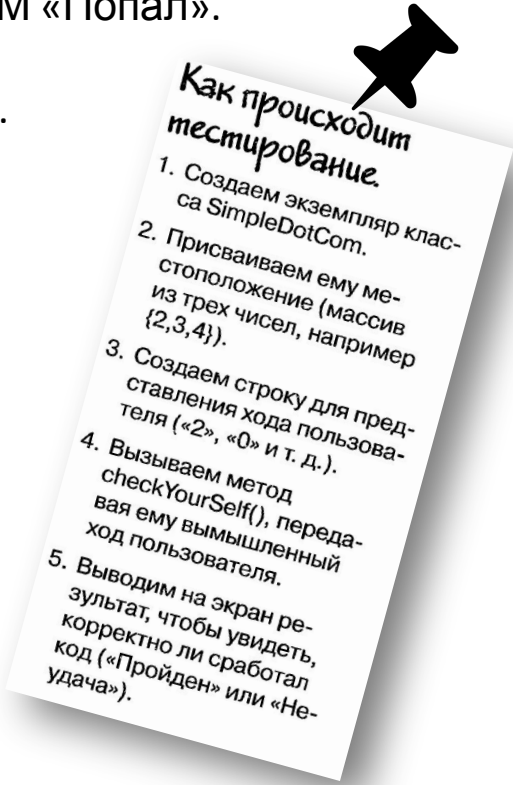 М «Попал».
.
Как происходит
тестирование.
1. Создаем экземпляр клас-
са SimpleDotCom.
2. Присваиваем ему ме-
стоположение (массив
из трех чисел, например
{2,3,4}).
3. Создаем строку для пред-
ставления хода пользова-
теля («2», «0» и т. д.).
4. Вызываем метод
checkYourSelf(), переда-
вая ему вымышленный
ход пользователя.
5. Выводим на экран ре-
зультат, чтобы увидеть,
корректно ли сработал
код («Пройден» или «Не-
удача»).